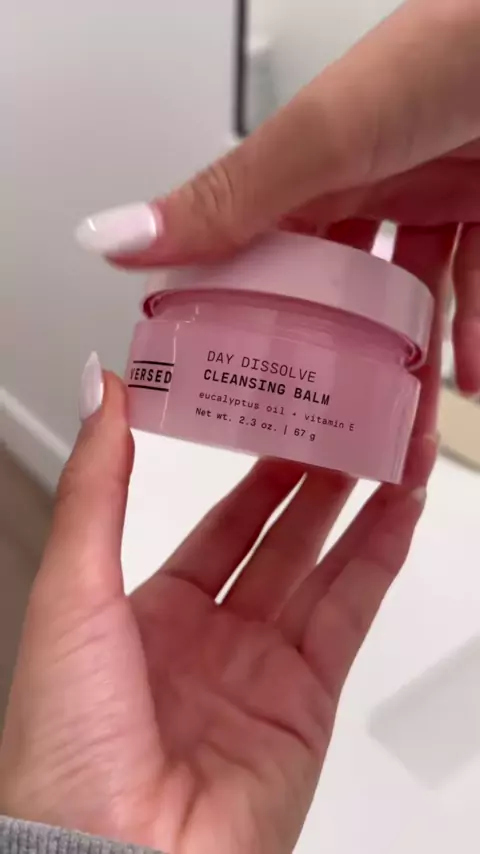 VERSED
DAY DISSOLVE
CLEANSING BALM
eucalyptus oil + vitamin E
Net wt. 2.3 oz. | 67 g